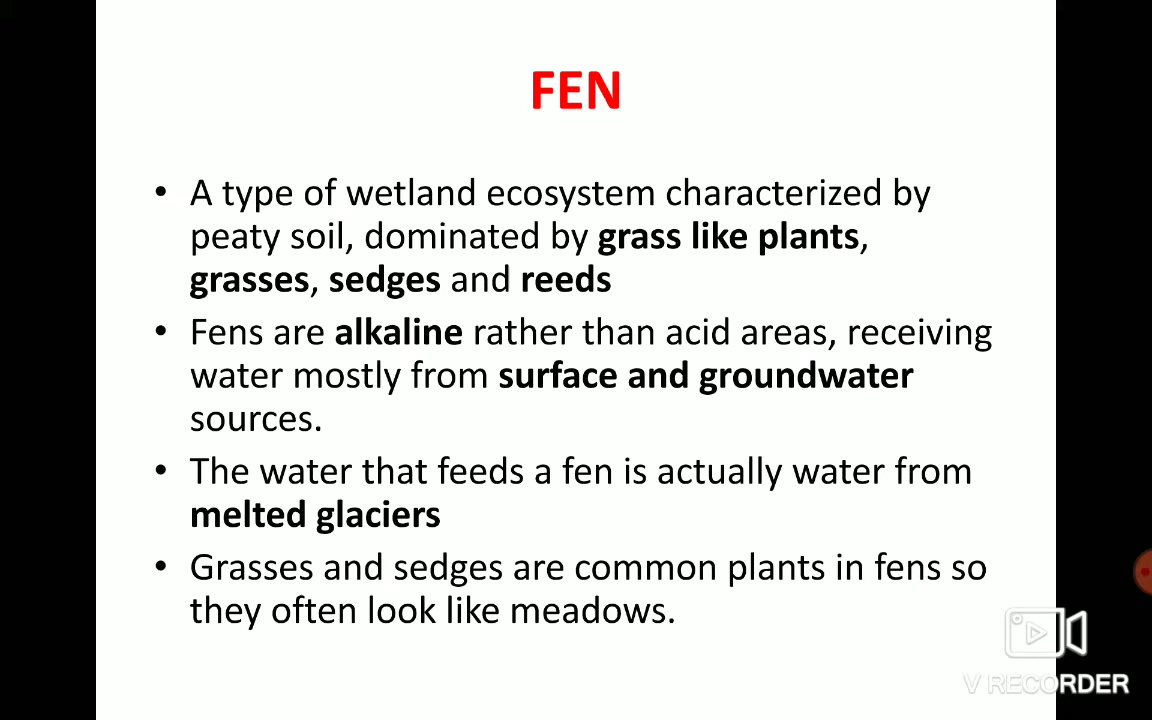 FEN
• A type of wetland ecosystem characterized by
peaty soil, dominated by grass like plants,
grasses, sedges and reeds
• Fens are alkaline rather than acid areas, receiving
water mostly from surface and groundwater
sources.
• The water that feeds a fen is actually water from
melted glaciers
• Grasses and sedges are common plants in fens so
they often look like meadows.
V RECORDER